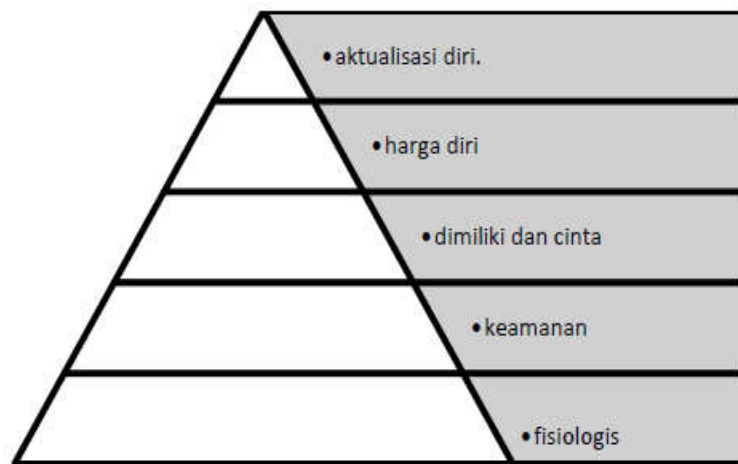 •aktualisasi diri.
•harga diri
•dimiliki dan cinta
•keamanan
•fisiologis